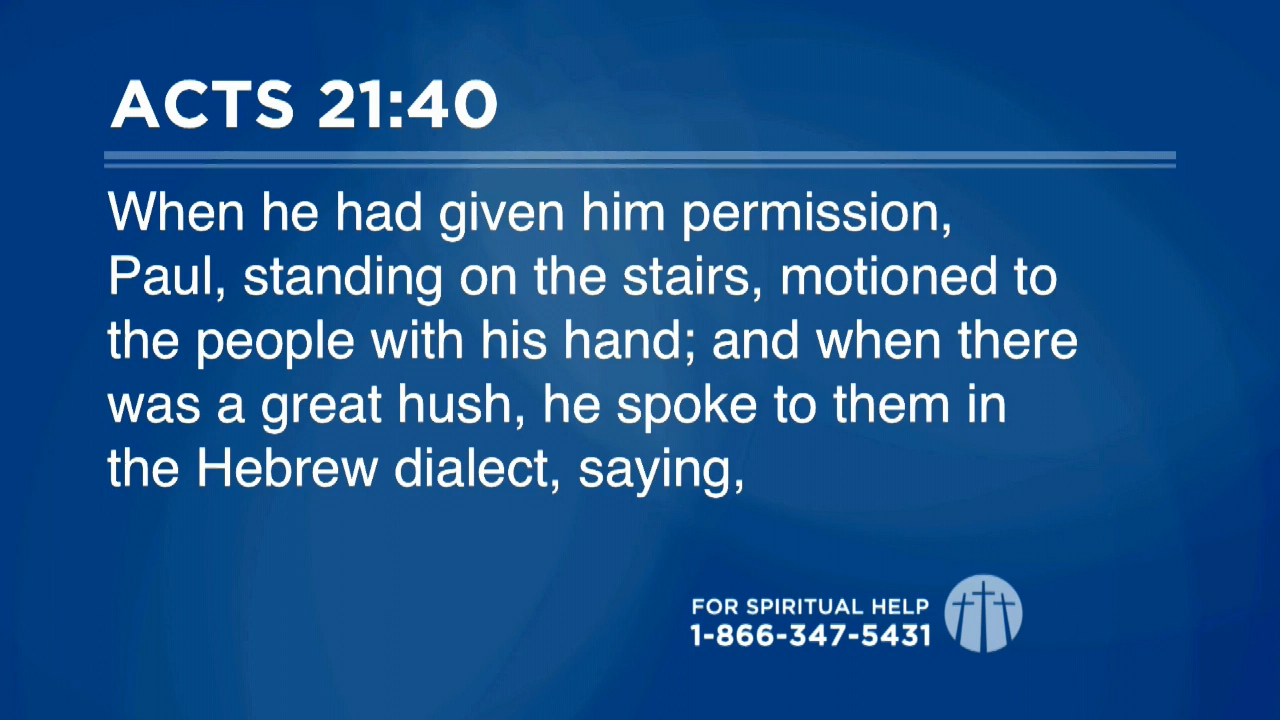 ACTS 21:40
When he had given him permission,
Paul, standing on the stairs, motioned to
the people with his hand; and when there
was a great hush, he spoke to them in
the Hebrew dialect, saying,
FOR SPIRITUAL HELP
1-866-347-5431